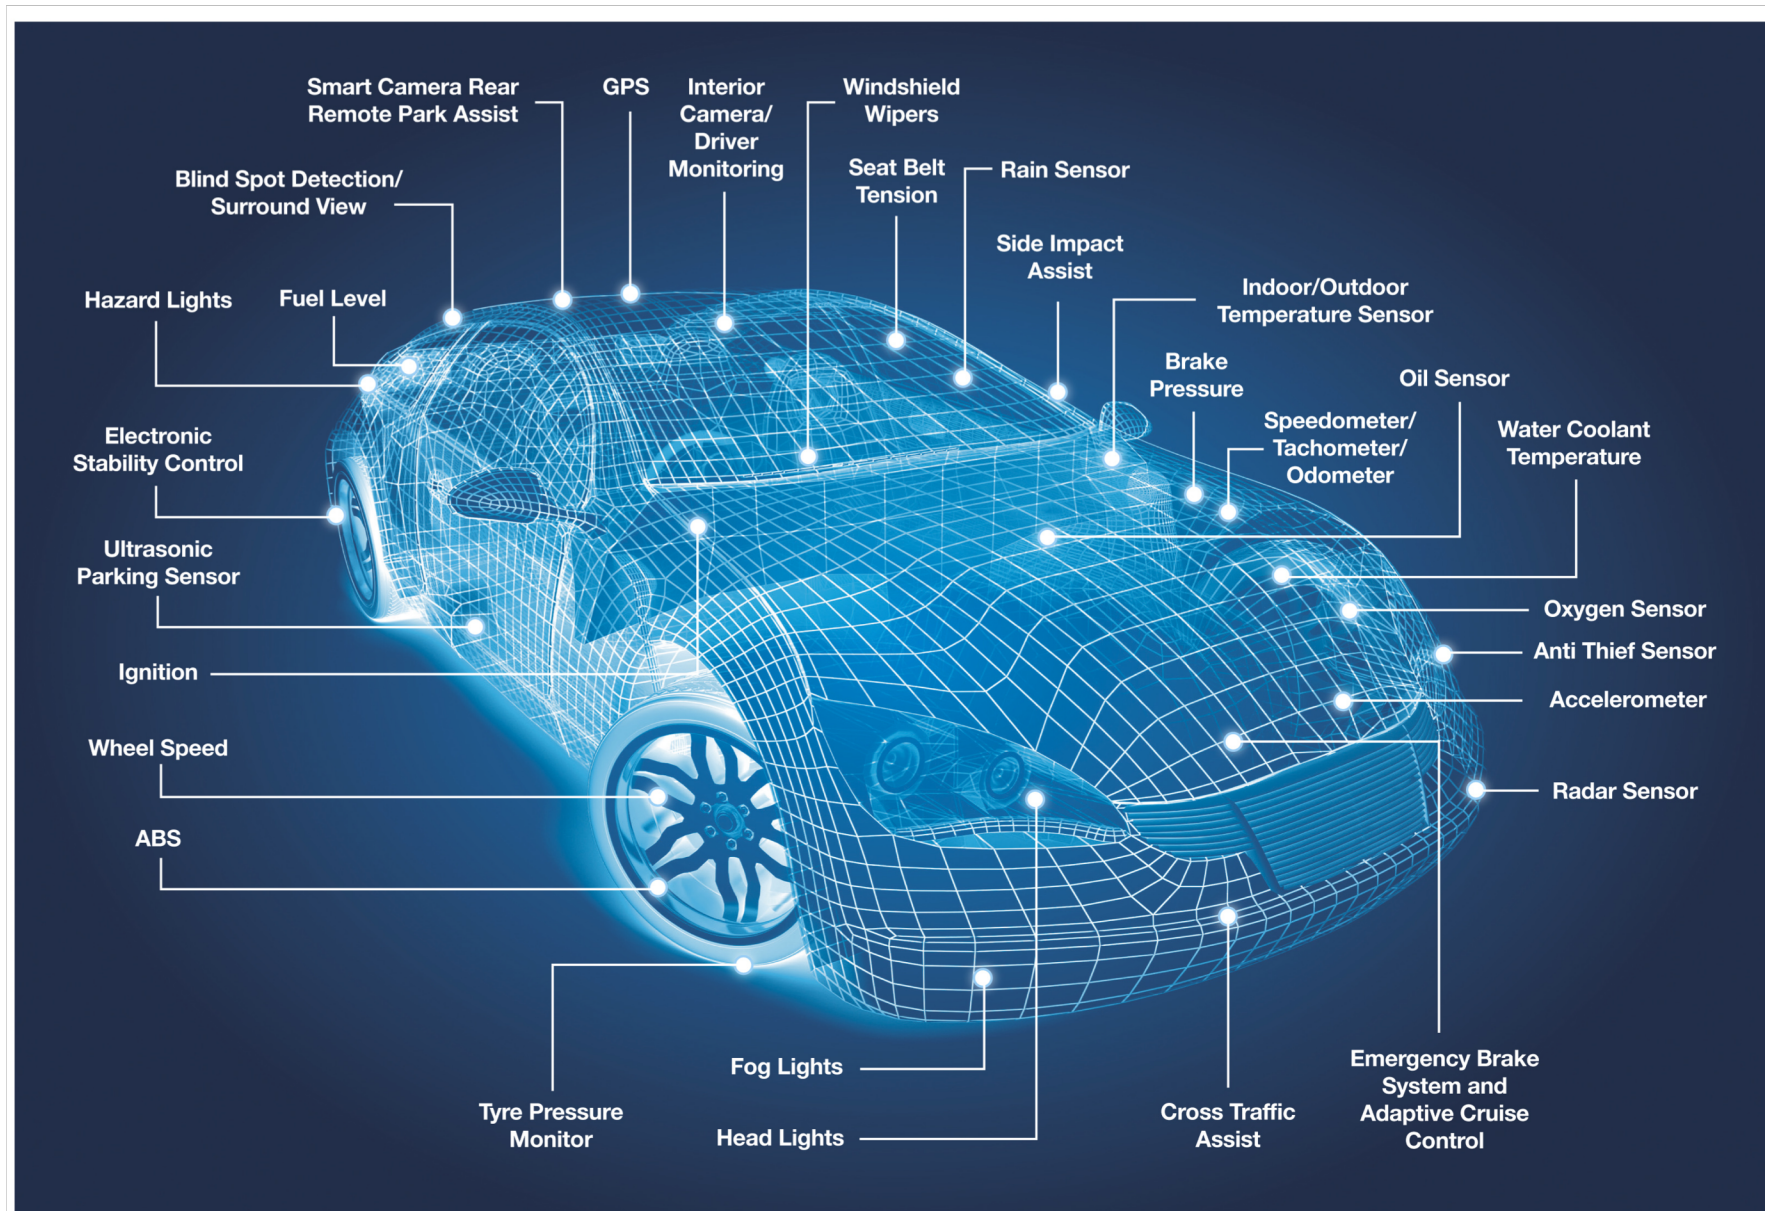 Smart Camera Rear
Remote Park Assist
GPS
Interior
Camera/
Driver
Monitoring
Windshield
Wipers
Blind Spot Detection/
Surround View
Seat Belt
Tension
Rain Sensor
Side Impact
Assist
Hazard Lights
Fuel Level
Indoor/Outdoor
Temperature Sensor
Brake
Pressure
Oil Sensor
Electronic
Stability Control
Speedometer/
Tachometer/
Odometer
Water Coolant
Temperature
Ultrasonic
Parking Sensor
Oxygen Sensor
Anti Thief Sensor
Ignition
Accelerometer
Wheel Speed
Radar Sensor
ABS
Fog Lights
Emergency Brake
System and
Adaptive Cruise
Control
Tyre Pressure
Monitor
Head Lights
Cross Traffic
Assist